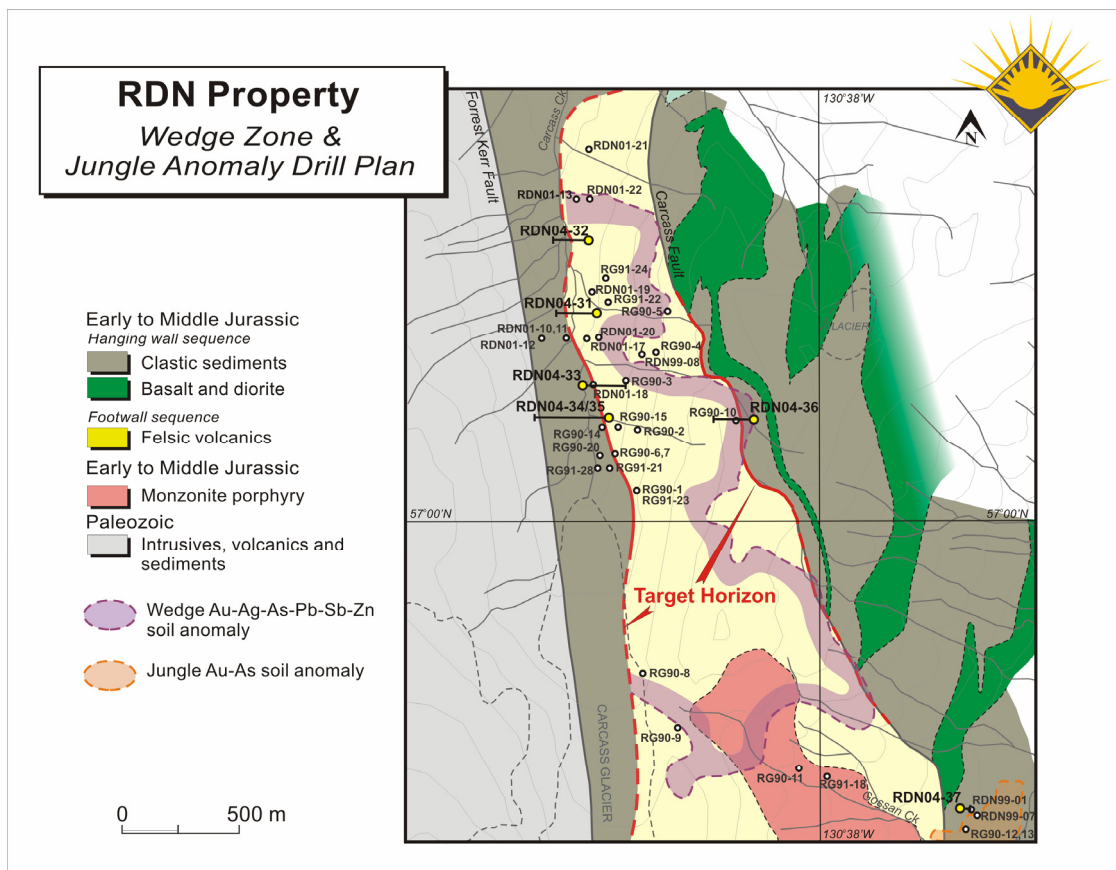 RDN Property
Wedge Zone &
Jungle Anomaly Drill Plan
Early to Middle Jurassic
Hanging wall sequence
Clastic sediments
Basalt and diorite
Footwall sequence
Felsic volcanics
Early to Middle Jurassic
Monzonite porphyry
Paleozoic
Intrusives, volcanics and
sediments
Wedge Au-Ag-As-Pb-Sb-Zn
soil anomaly
Jungle Au-As soil anomaly
0 500 m
130°38'W
N
Forrest Kerr Fault
Carcass Ck
Carcass Fault
RDN01-21
RDN01-13
RDN01-22
RDN04-32
RG91-24
RDN01-19
RDN04-31
RG91-22
RG90-5
GLACIER
RDN01-10,11
RDN01-12
RDN01-20
RDN01-17
RG90-4
RDN99-08
RDN04-33
RG90-3
RDN01-18
RDN04-34/35
RG90-15
RG90-10
RDN04-36
RG90-14
RG90-2
RG90-20
RG90-6,7
RG91-28
RG91-21
RG90-1
RG91-23
57°00'N
57°00'N
Target Horizon
RG90-8
CARCASS GLACIER
RG90-9
RG90-11
RG91-18
Gossan Ck
RDN04-37
RDN99-01
RDN99-07
RG90-12,13
130°38'W